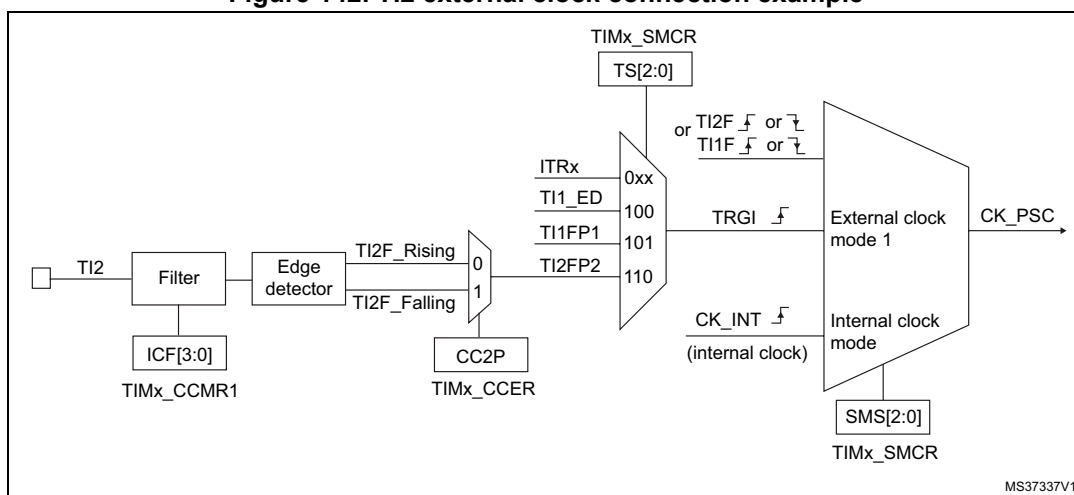 Figure 142. TI2 external clock connection example
TIMx_SMCR
TS[2:0]
or TI2F or
TI1F or
ITRx
0xx
TI1_ED
100
TRGI
External clock
mode 1
CK_PSC
TI1FP1
101
TI2F_Rising
0
TI2FP2
110
TI2
Filter
Edge
detector
TI2F_Falling
1
CK_INT
(internal clock)
Internal clock
mode
ICF[3:0]
TIMx_CCMR1
CC2P
TIMx_CCER
SMS[2:0]
TIMx_SMCR
MS37337V1